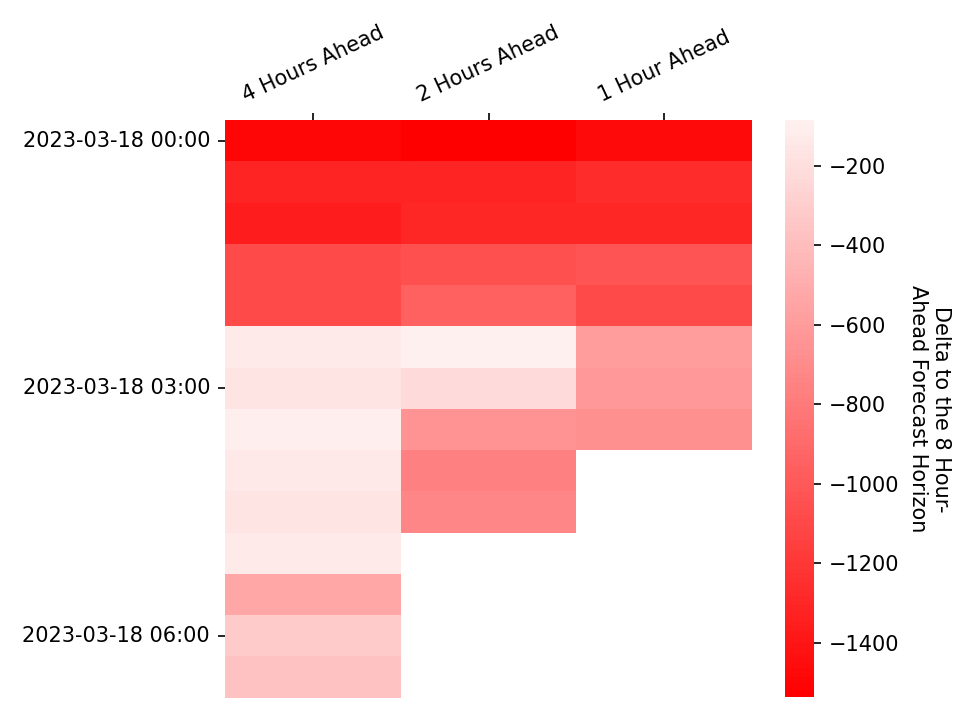 4 Hours Ahead
2 Hours Ahead
1 Hour Ahead
2023-03-18 00:00
2023-03-18 03:00
2023-03-18 06:00
−200
−400
−600
−800
−1000
−1200
−1400
Delta to the 8 Hour-
Ahead Forecast Horizon